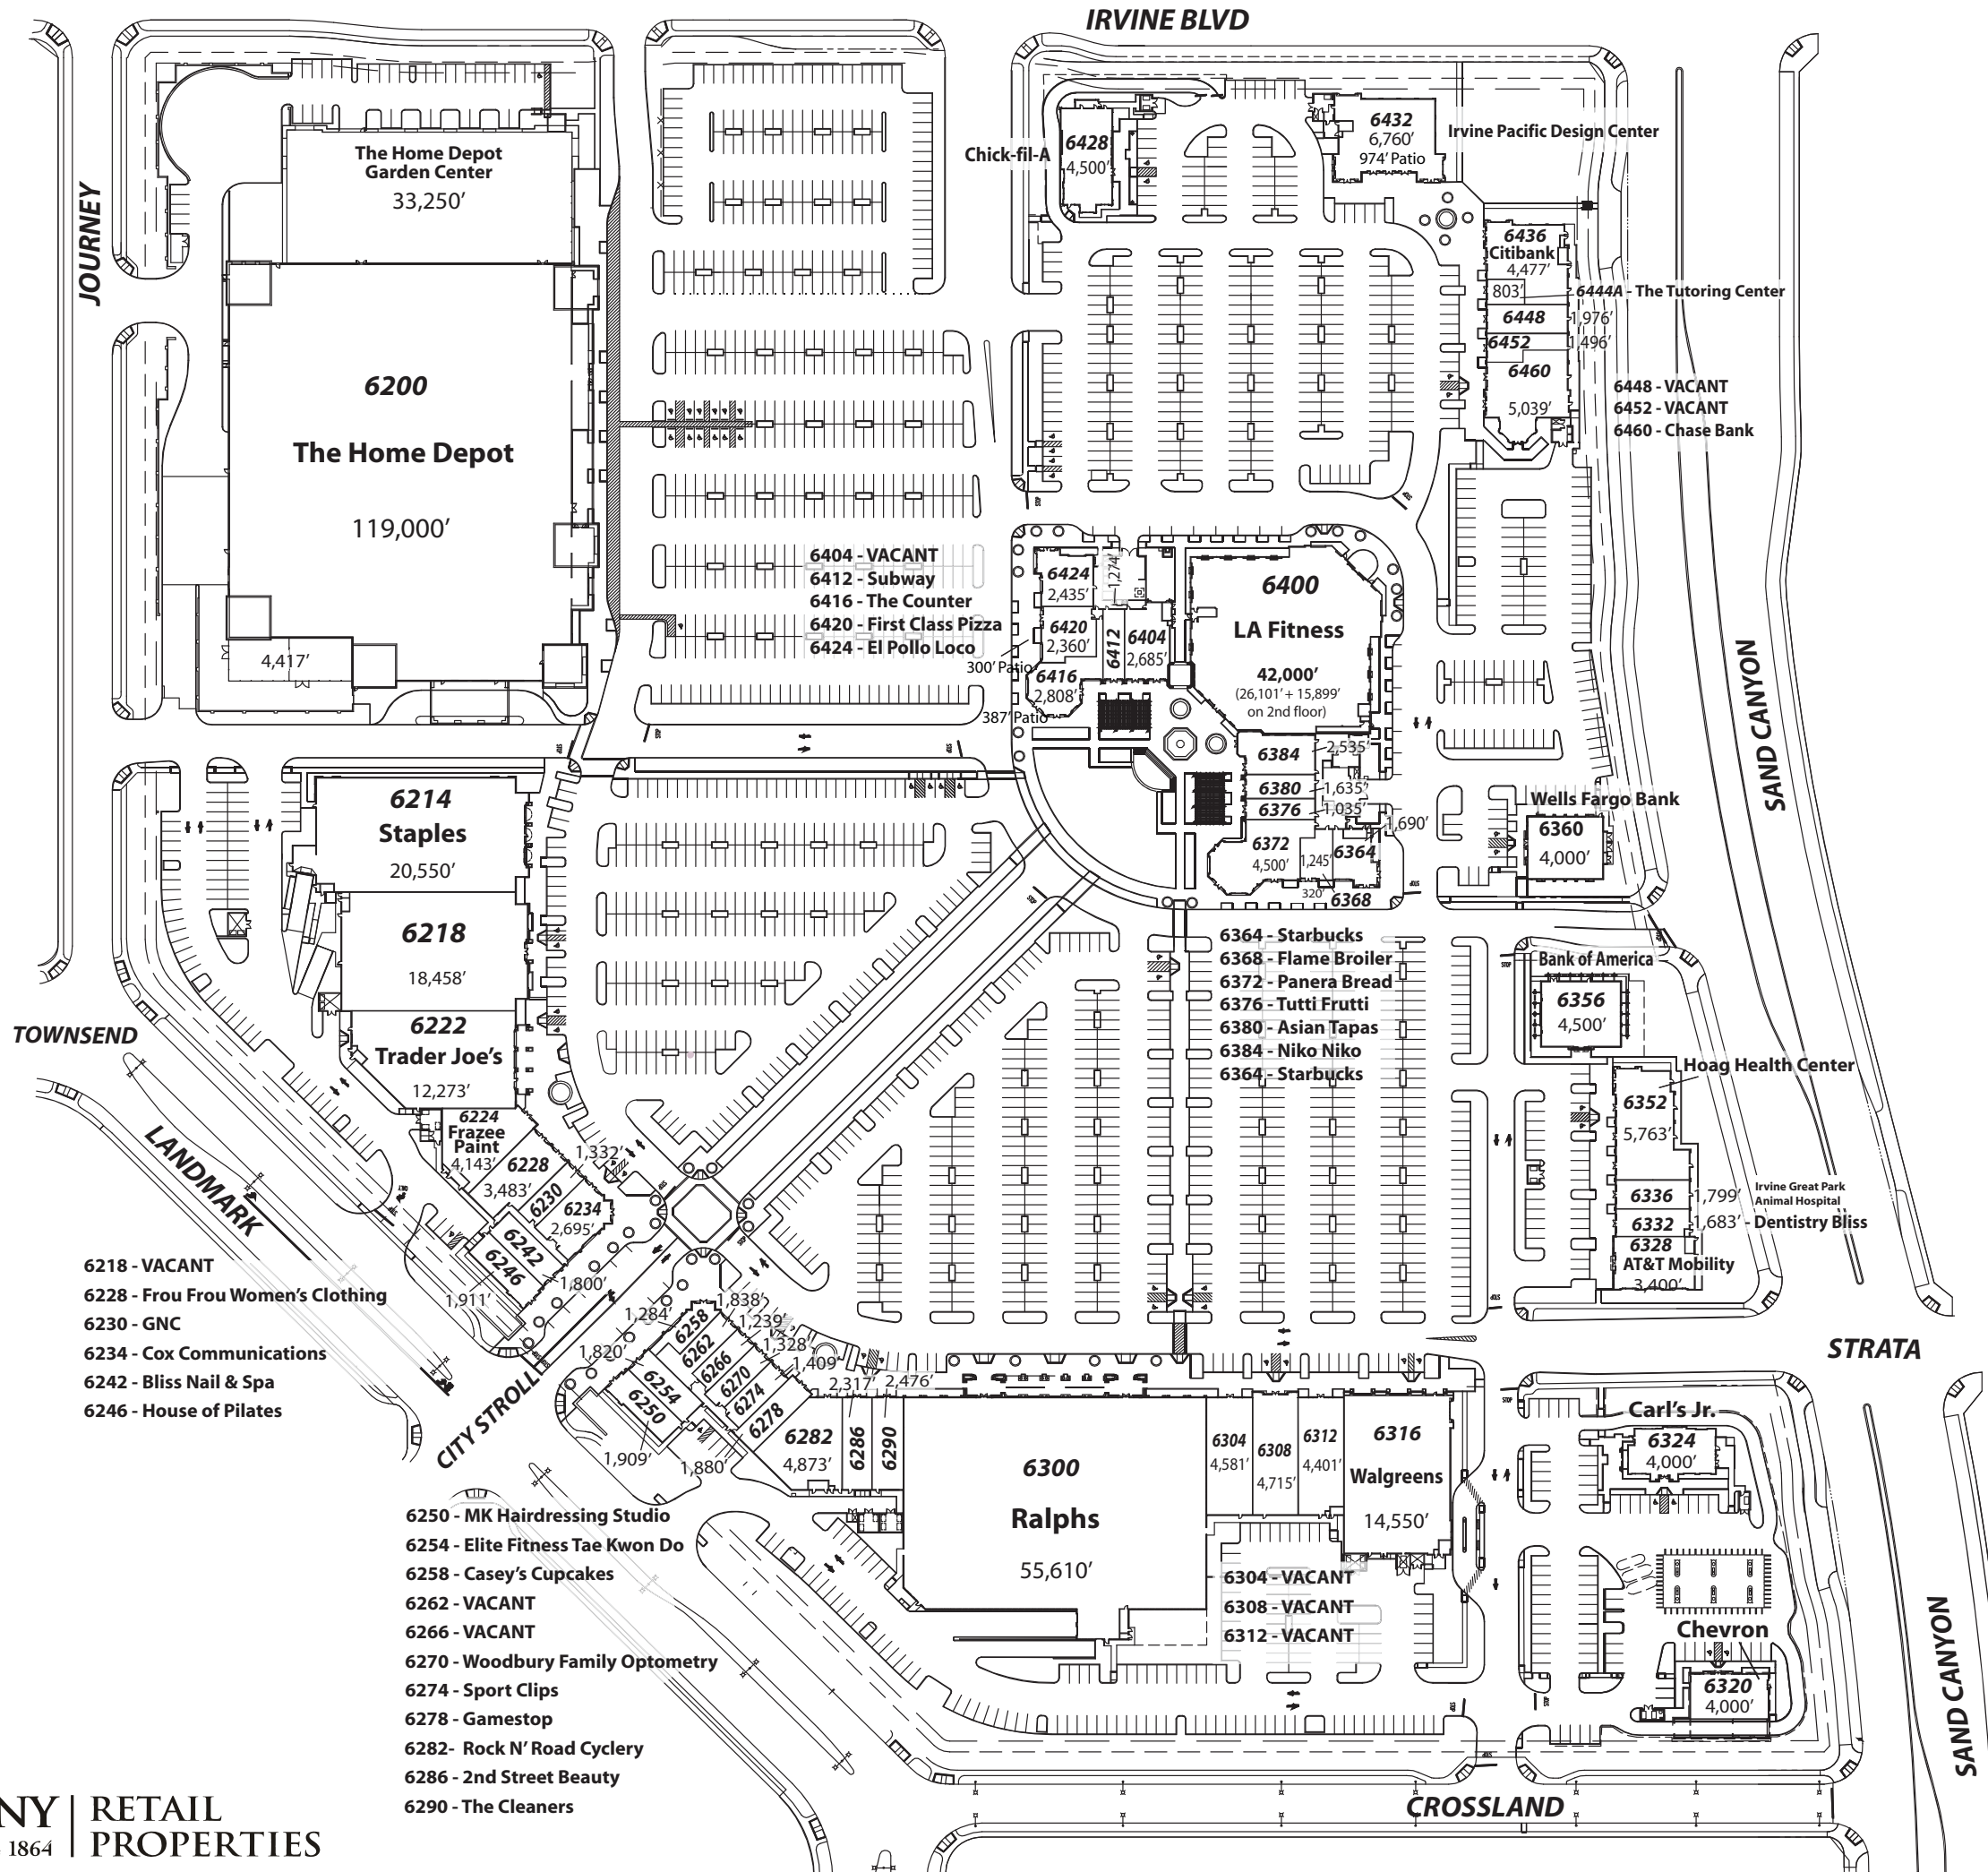 IRVINE BLVD
JOURNEY
The Home Depot
Garden Center
33,250’
6200
The Home Depot
119,000’
4,417’
Chick-fil-A
6428
4,500’
6432
6,760’
974’ Patio
Irvine Pacific Design Center
6436
Citibank
4,477’
803’
6444A - The Tutoring Center
6448
1,976’
6452
1,496’
6460
5,039’
6448 - VACANT
6452 - VACANT
6460 - Chase Bank
SAND CANYON
6404 - VACANT
6412 - Subway
6416 - The Counter
6420 - First Class Pizza
6424 - El Pollo Loco
6424
2,435’
1,274’
6420
2,360’
6412
6404
2,685’
300’ Patio
6416
2,808’
387’ Patio
6400
LA Fitness
42,000’
(26,101’ + 15,899’
on 2nd floor)
6384
2,535’
6380
1,635’
6376
1,035’
1,690’
6372
4,500’
1,245’
6364
320’
6368
Wells Fargo Bank
6360
4,000’
6214
Staples
20,550’
6218
18,458’
6222
Trader Joe’s
12,273’
6224
Frazee
Paint
4,143’
6228
3,483’
6230
1,332’
6234
2,695’
6242
1,800’
6246
1,911’
6364 - Starbucks
6368 - Flame Broiler
6372 - Panera Bread
6376 - Tutti Frutti
6380 - Asian Tapas
6384 - Niko Niko
6364 - Starbucks
Bank of America
6356
4,500’
Hoag Health Center
6352
5,763’
6336
1,799’
Irvine Great Park
Animal Hospital
6332
1,683’ - Dentistry Bliss
6328
AT&T Mobility
3,400’
TOWNSEND
LANDMARK
6218 - VACANT
6228 - Frou Frou Women’s Clothing
6230 - GNC
6234 - Cox Communications
6242 - Bliss Nail & Spa
6246 - House of Pilates
CITY STROLL
1,284’
1,838’
1,239’
1,328’
1,409’
1,820’
6258
6262
6266
6270
6274
6278
6254
6250
1,909’
1,880’
6282
4,873’
2,317’
2,476’
6286
6290
6300
Ralphs
55,610’
6304
4,581’
6308
4,715’
6312
4,401’
6316
Walgreens
14,550’
6304 - VACANT
6308 - VACANT
6312 - VACANT
STRATA
Carl’s Jr.
6324
4,000’
Chevron
6320
4,000’
SAND CANYON
6250 - MK Hairdressing Studio
6254 - Elite Fitness Tae Kwon Do
6258 - Casey’s Cupcakes
6262 - VACANT
6266 - VACANT
6270 - Woodbury Family Optometry
6274 - Sport Clips
6278 - Gamestop
6282- Rock N’ Road Cyclery
6286 - 2nd Street Beauty
6290 - The Cleaners
CROSSLAND
NY
1864
RETAIL
PROPERTIES